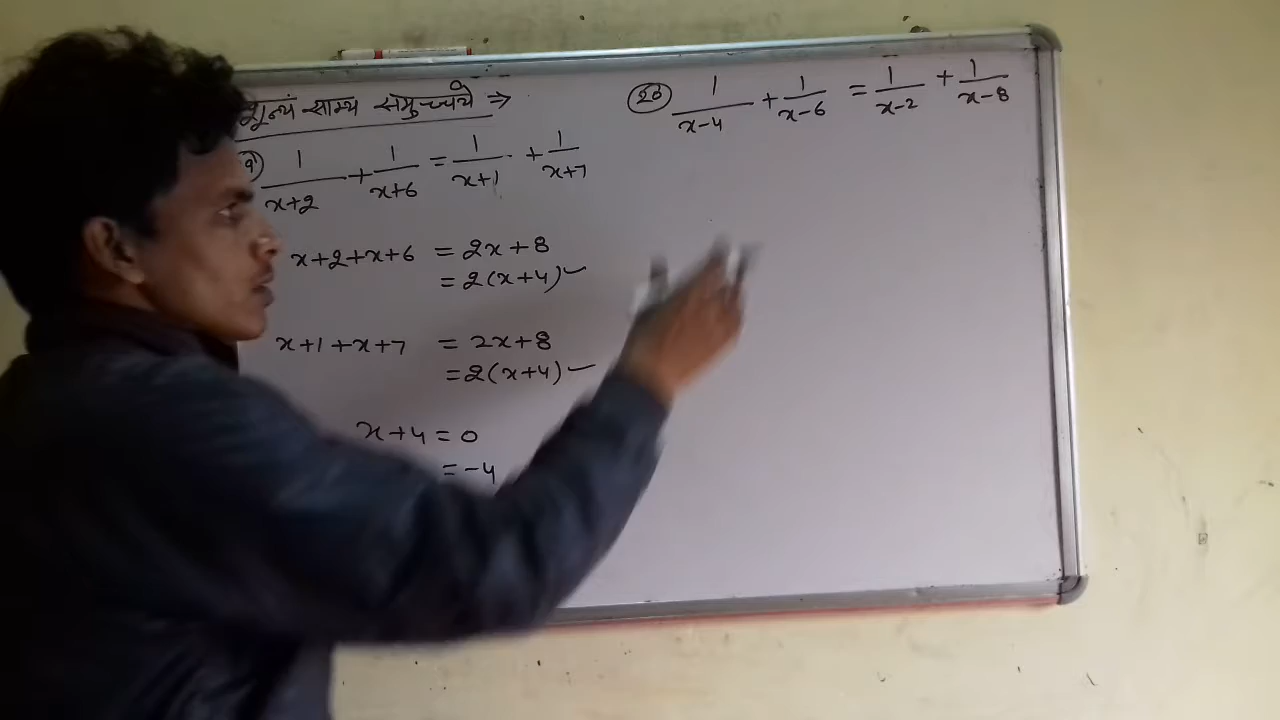 शून्यं साम्य समुच्चये ⇒
(१) 1/(x+2) + 1/(x+6) = 1/(x+1) + 1/(x+7)
x+2+x+6 = 2x+8
= 2(x+4) ✓
x+1+x+7 = 2x+8
= 2(x+4) ✓
x+4 = 0
= -4
1/(x-4) + 1/(x-6) = 1/(x-2) + 1/(x-8)